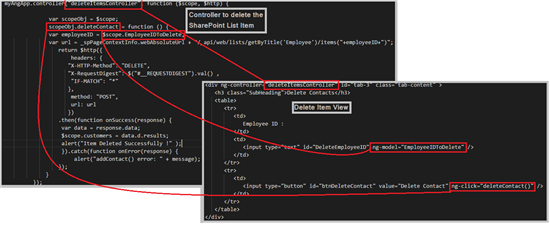 myAngApp.controller("deleteItemsController" function ($scope, $http) {
Controller to delete the
SharePoint List Item
var scopeObj = $scope;
scopeObj.deleteContact = function () {
var employeeID = $scope.EmployeeIDToDelete;
var url = _spPageContextInfo.webAbsoluteUrl + "/_api/web/lists/getByTitle('Employee')/items("+employeeID+")";
return $http({
headers: {
"X-HTTP-Method": "DELETE",
"X-RequestDigest": $("#__REQUESTDIGEST").val() ,
"IF-MATCH": "*"
},
method: "POST",
url: url
})
.then(function onSuccess(response) {
var data = response.data;
$scope.customers = data.d.results;
alert("Item Deleted Successfully !" );
}).catch(function onError(response) {
alert("addContact() error: " + message);
});
}
});
<div ng-controller="deleteItemsController" id="tab-3" class="tab-content" >
<h3 class="SubHeading">Delete Contacts</h3>
Delete Item View
<table>
<tr>
<td>
Employee ID :
</td>
<td>
<input type="text" id="DeleteEmployeeID" ng-model="EmployeeIDToDelete" />
</td>
</tr>
<td>
<input type="button" id="btnDeleteContact" value="Delete Contact" ng-click="deleteContact()" />
</td>
</tr>
</table>
</div>